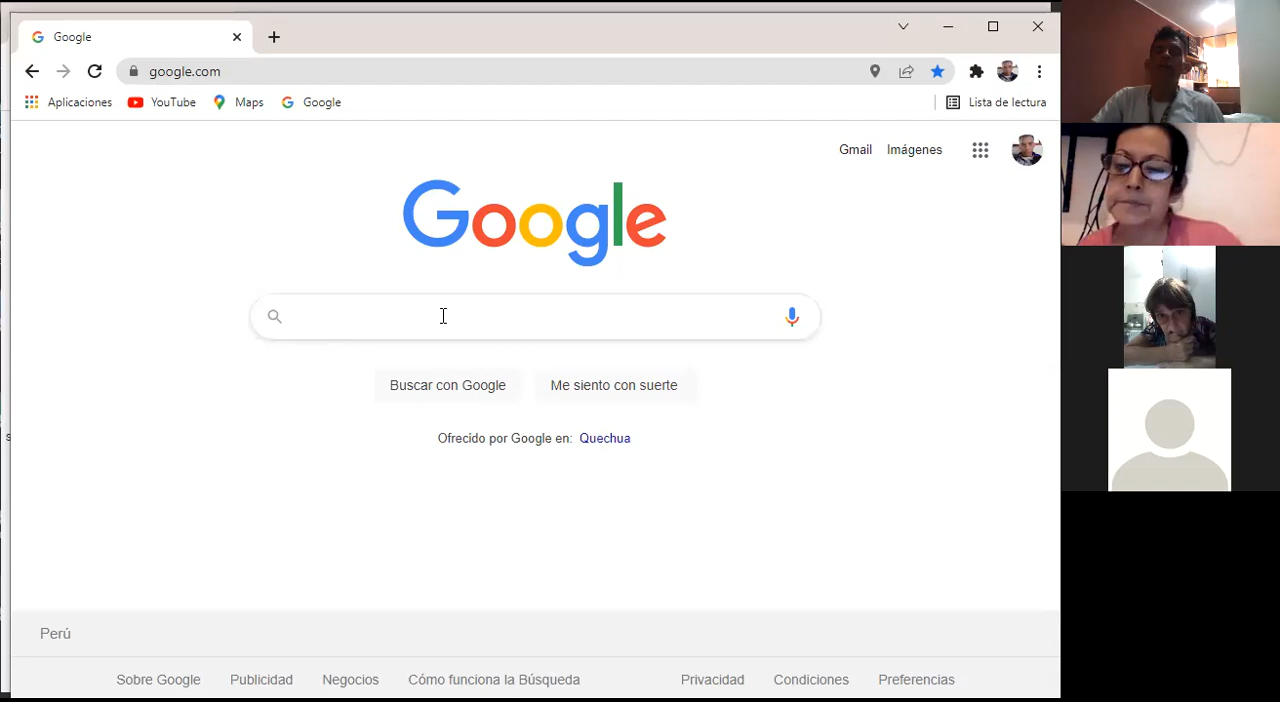 Google
google.com
Aplicaciones YouTube Maps Google Lista de lectura
Gmail Imágenes
Google
Buscar con Google Me siento con suerte
Ofrecido por Google en: Quechua
Perú
Sobre Google Publicidad Negocios Cómo funciona la Búsqueda Privacidad Condiciones Preferencias